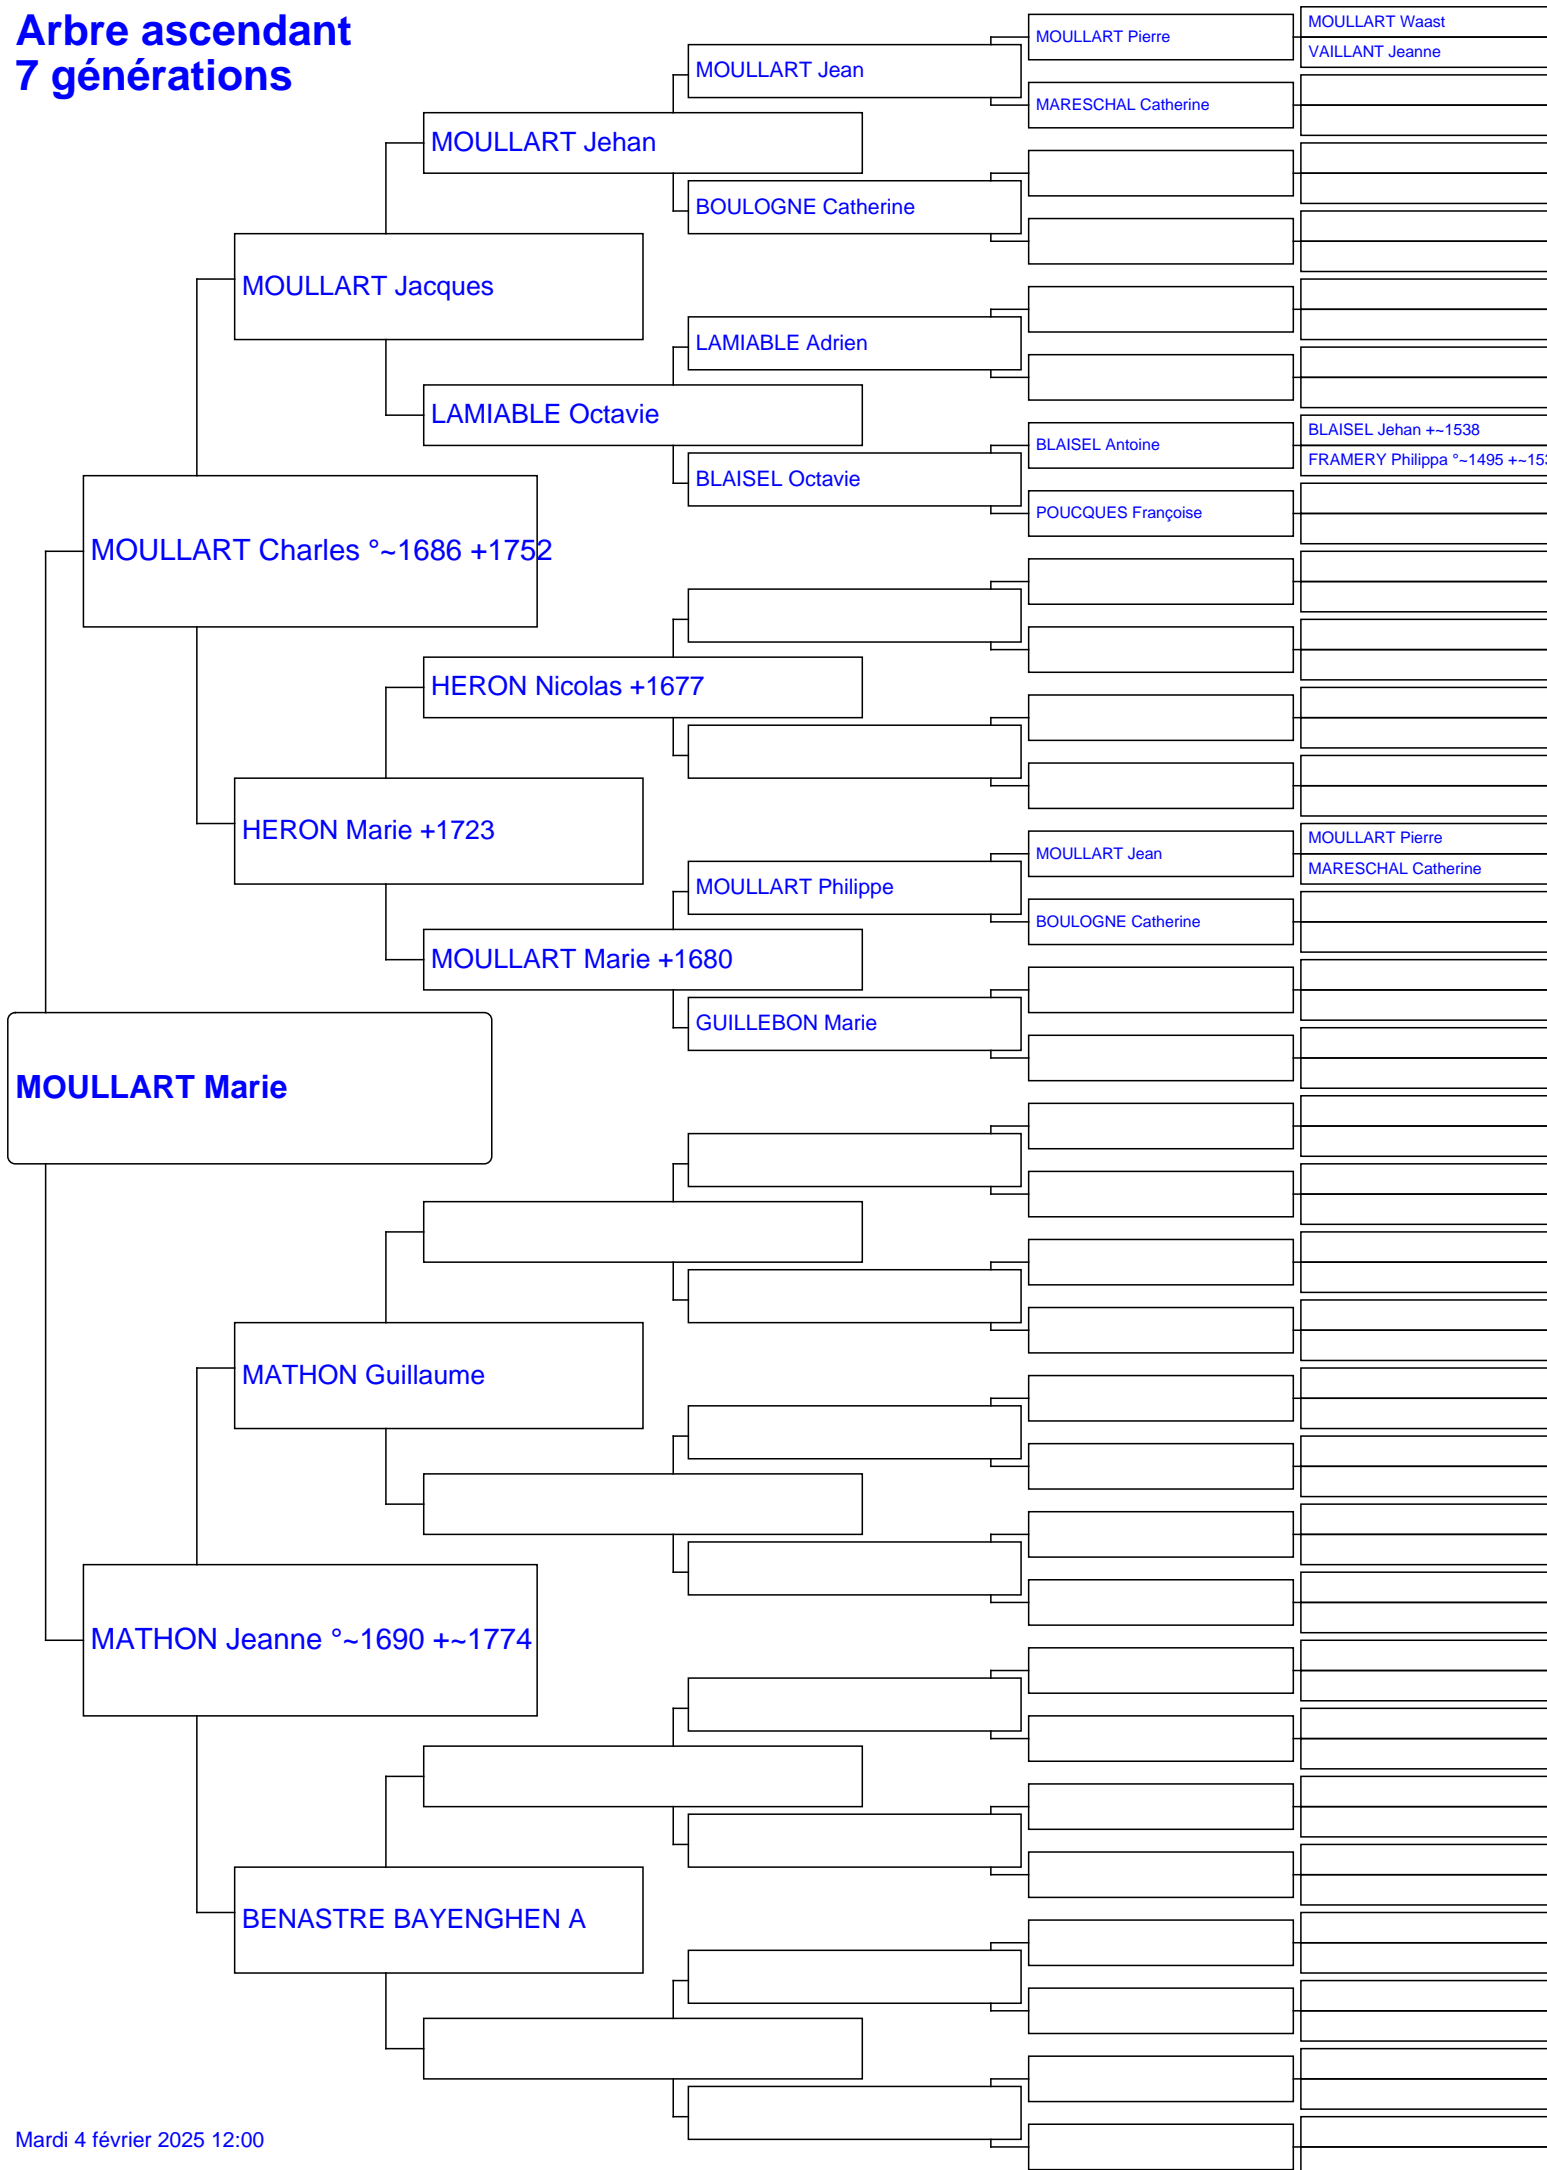 Arbre ascendant
7 générations
MOULLART Marie
MOULLART Charles °~1686 +1752
MATHON Jeanne °~1690 +~1774
MOULLART Jacques
HERON Marie +1723
MATHON Guillaume
BENASTRE BAYENGHEN A
MOULLART Jehan
LAMIABLE Octavie
HERON Nicolas +1677
MOULLART Marie +1680
MOULLART Jean
BOULOGNE Catherine
LAMIABLE Adrien
BLAISEL Octavie
MOULLART Philippe
GUILLEBON Marie
MOULLART Pierre
MARESCHAL Catherine
BLAISEL Antoine
POUCQUES Françoise
MOULLART Jean
BOULOGNE Catherine
MOULLART Waast
VAILLANT Jeanne
BLAISEL Jehan +~1538
FRAMERY Philippa °~1495
MOULLART Pierre
MARESCHAL Catherine
Mardi 4 février 2025 12:00